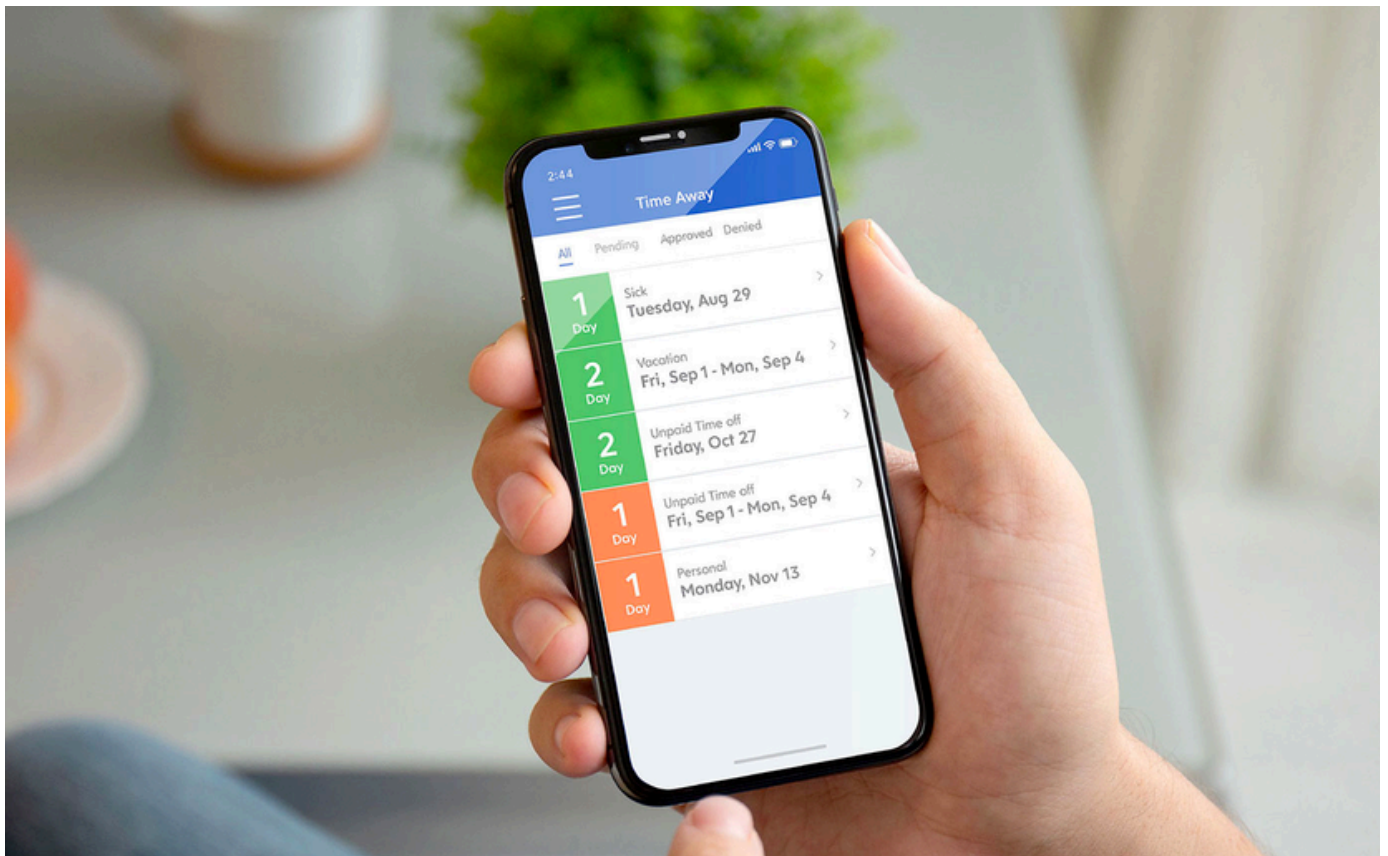 2:44
Time Away
All Pending Approved Denied
1
Day
Sick
Tuesday, Aug 29
2
Day
Vacation
Fri, Sep 1 - Mon, Sep 4
2
Day
Unpaid Time off
Friday, Oct 27
1
Day
Unpaid Time off
Fri, Sep 1 - Mon, Sep 4
1
Day
Personal
Monday, Nov 13